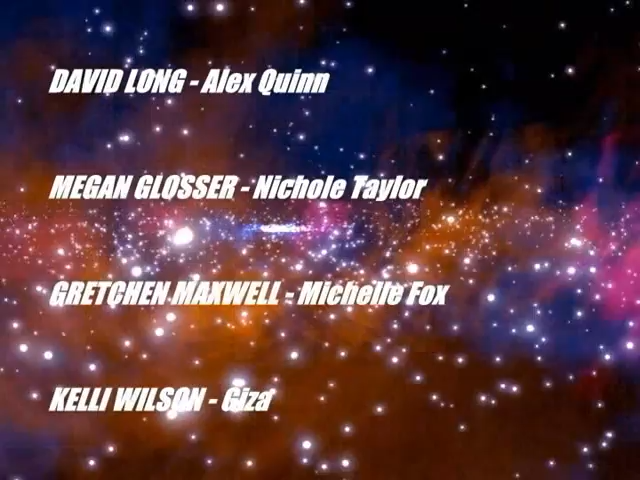 DAVID LONG - Alex Quinn
MEGAN GLOSSER - Nichole Taylor
GRETCHEN MAXWELL - Michelle Fox
KELLI WILSON - Giza